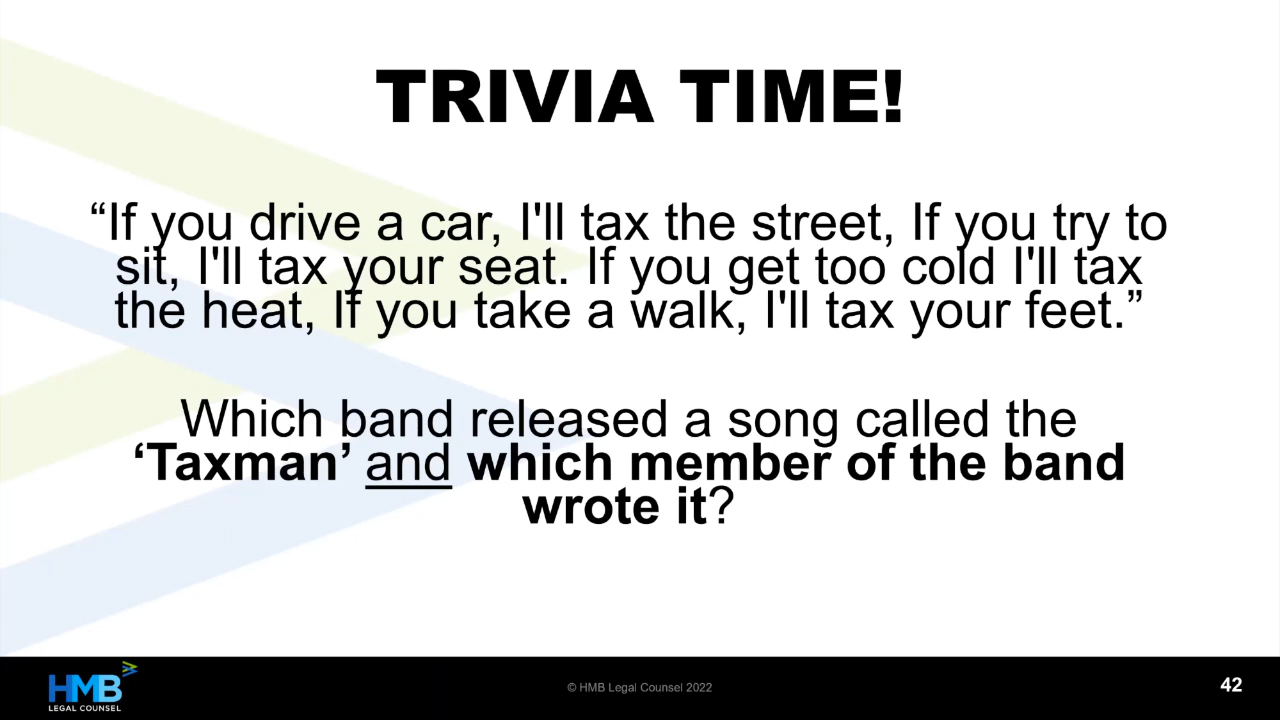 TRIVIA TIME!
“If you drive a car, I'll tax the street, If you try to
sit, I'll tax your seat. If you get too cold I'll tax
the heat, If you take a walk, I'll tax your feet.”
Which band released a song called the
‘Taxman’ and which member of the band
wrote it?
HMB
LEGAL COUNSEL
© HMB Legal Counsel 2022
42